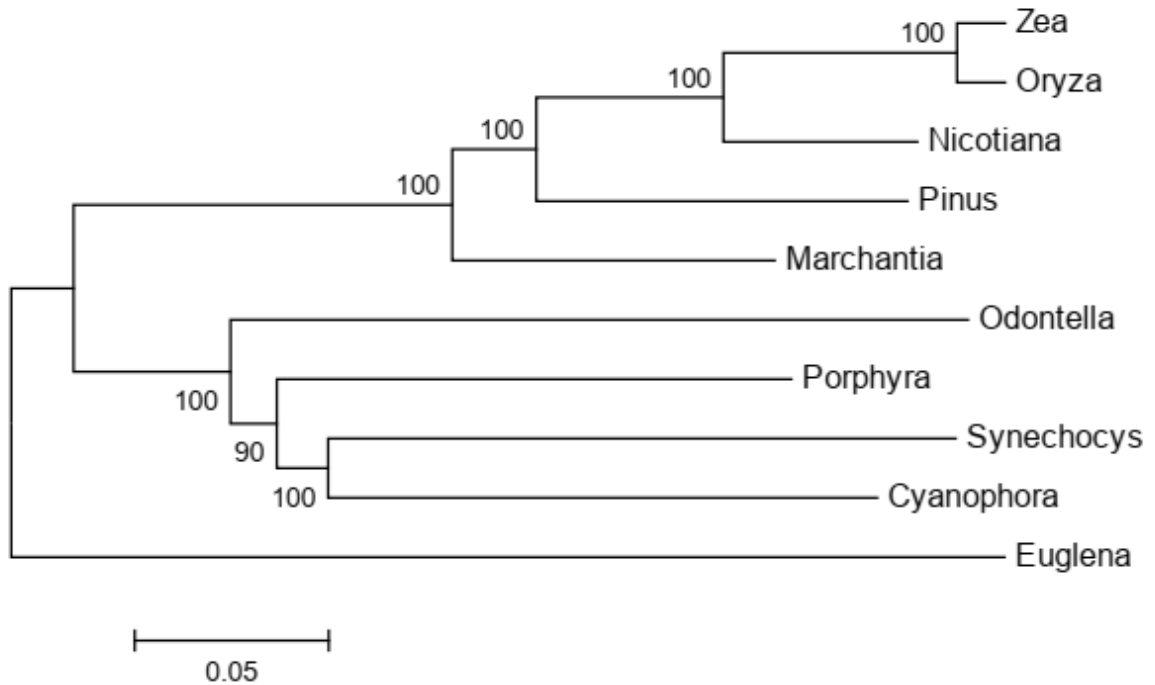 Zea
100
Oryza
100
Nicotiana
100
Pinus
100
Marchantia
Odontella
100
Porphyra
90
Synechocys
100
Cyanophora
Euglena
0.05